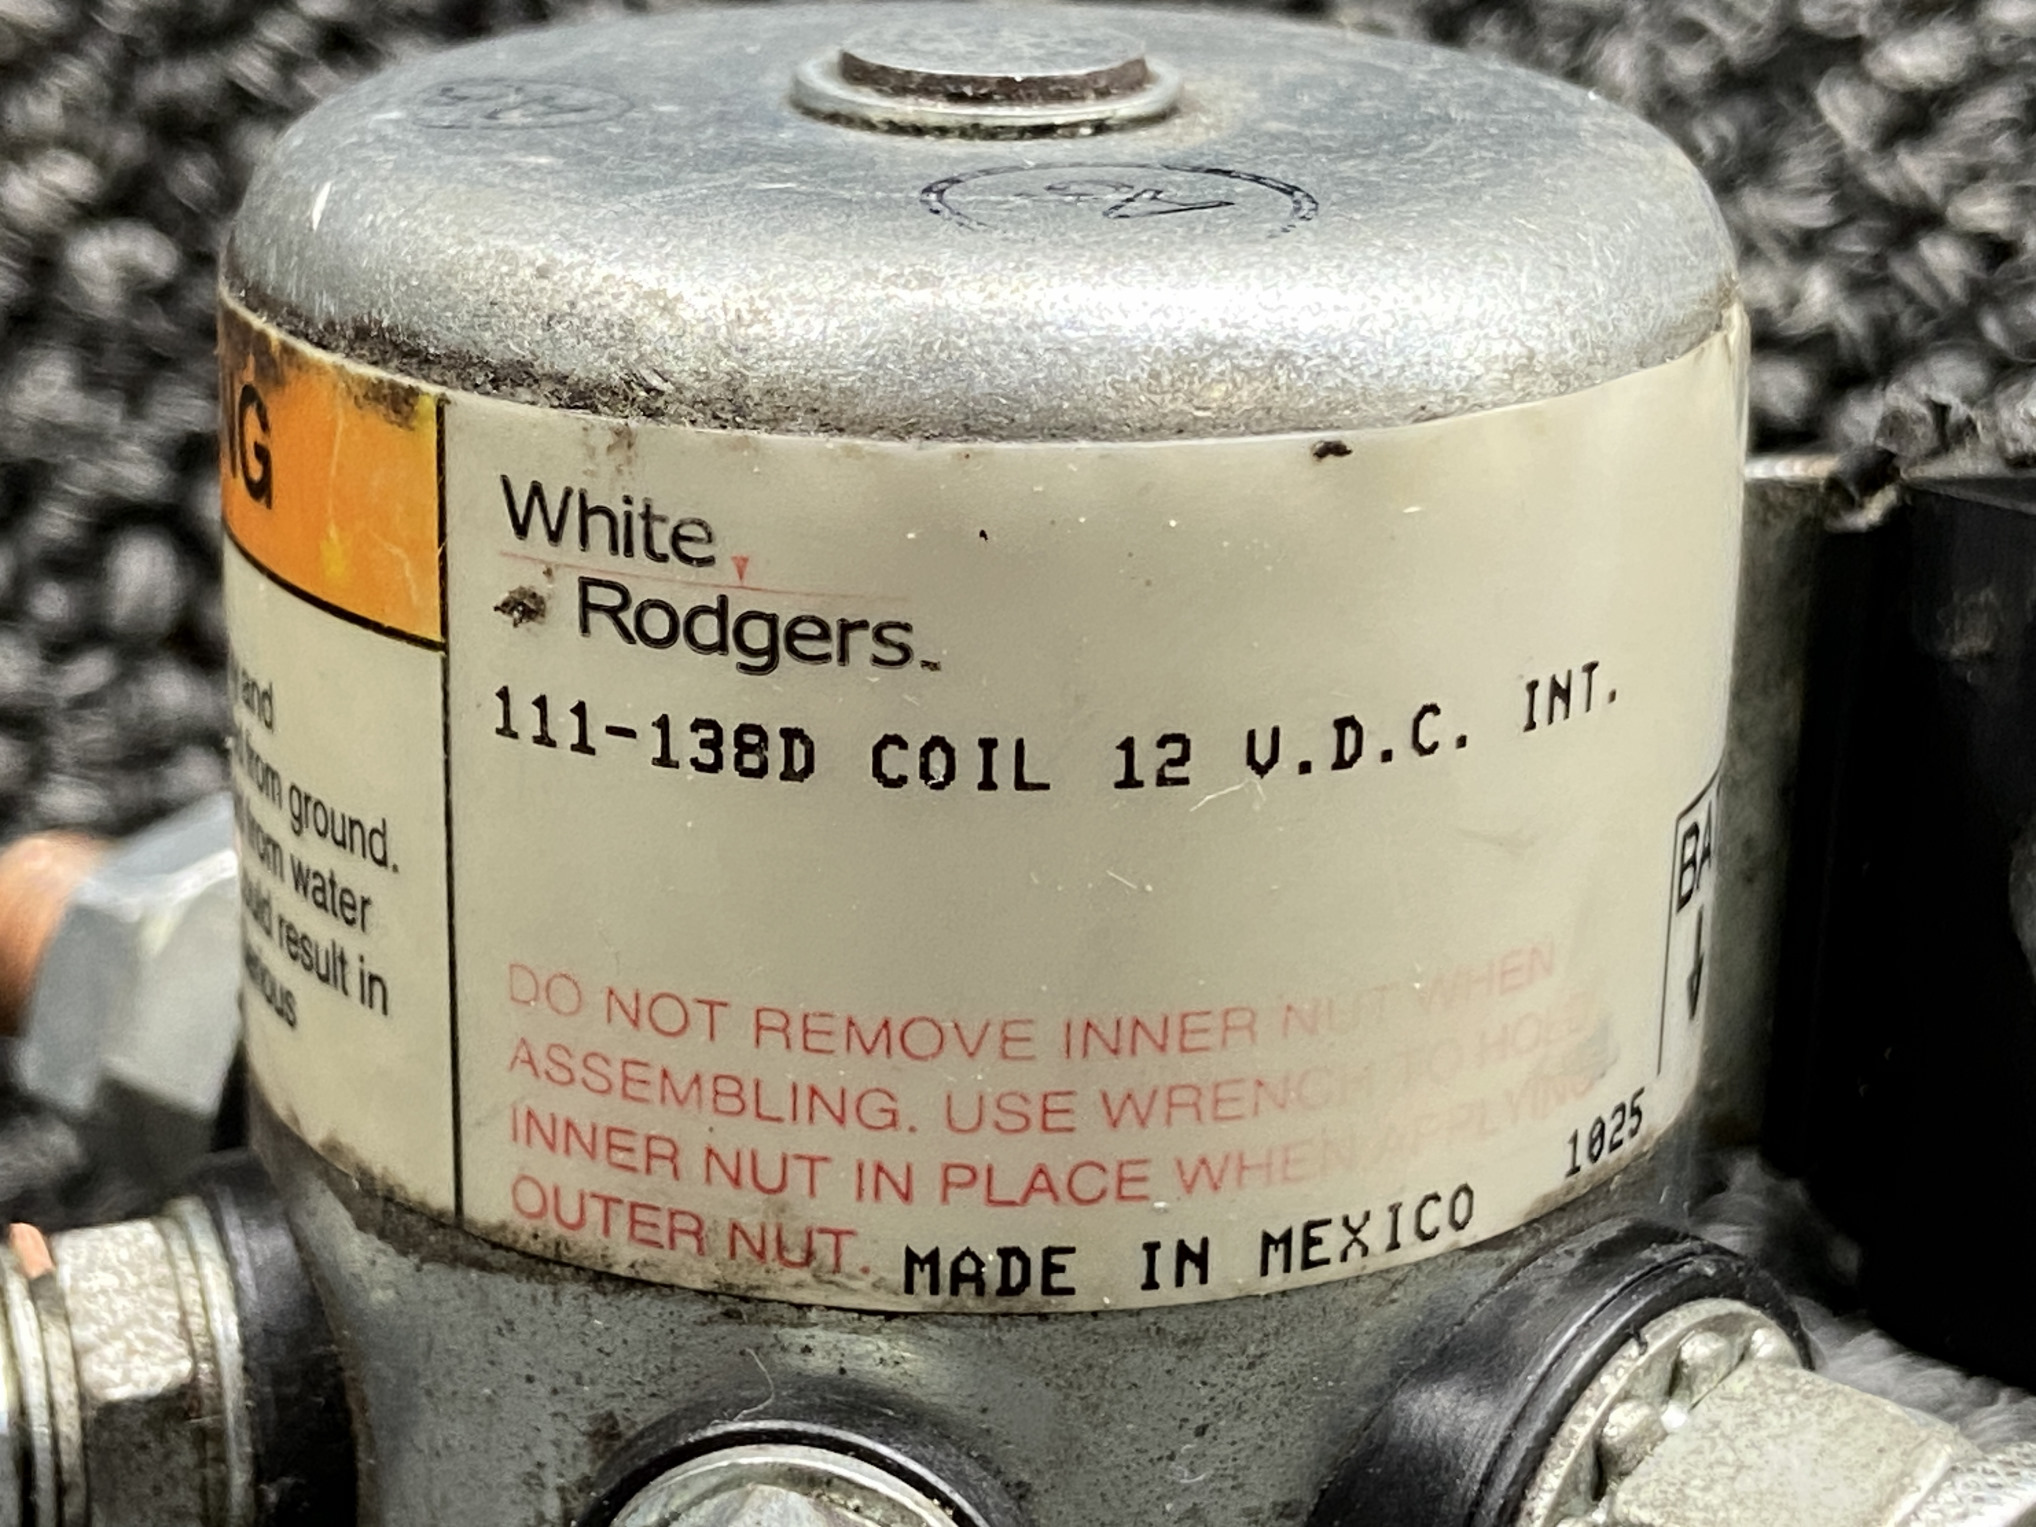 White
Rodgers™
111-138D COIL 12 V.D.C. INT.
DO NOT REMOVE INNER NUT WHEN
ASSEMBLING. USE WRENCH TO HOLD
INNER NUT IN PLACE WHEN APPLYING
OUTER NUT.
MADE IN MEXICO
1025
and
from ground.
from water
result in